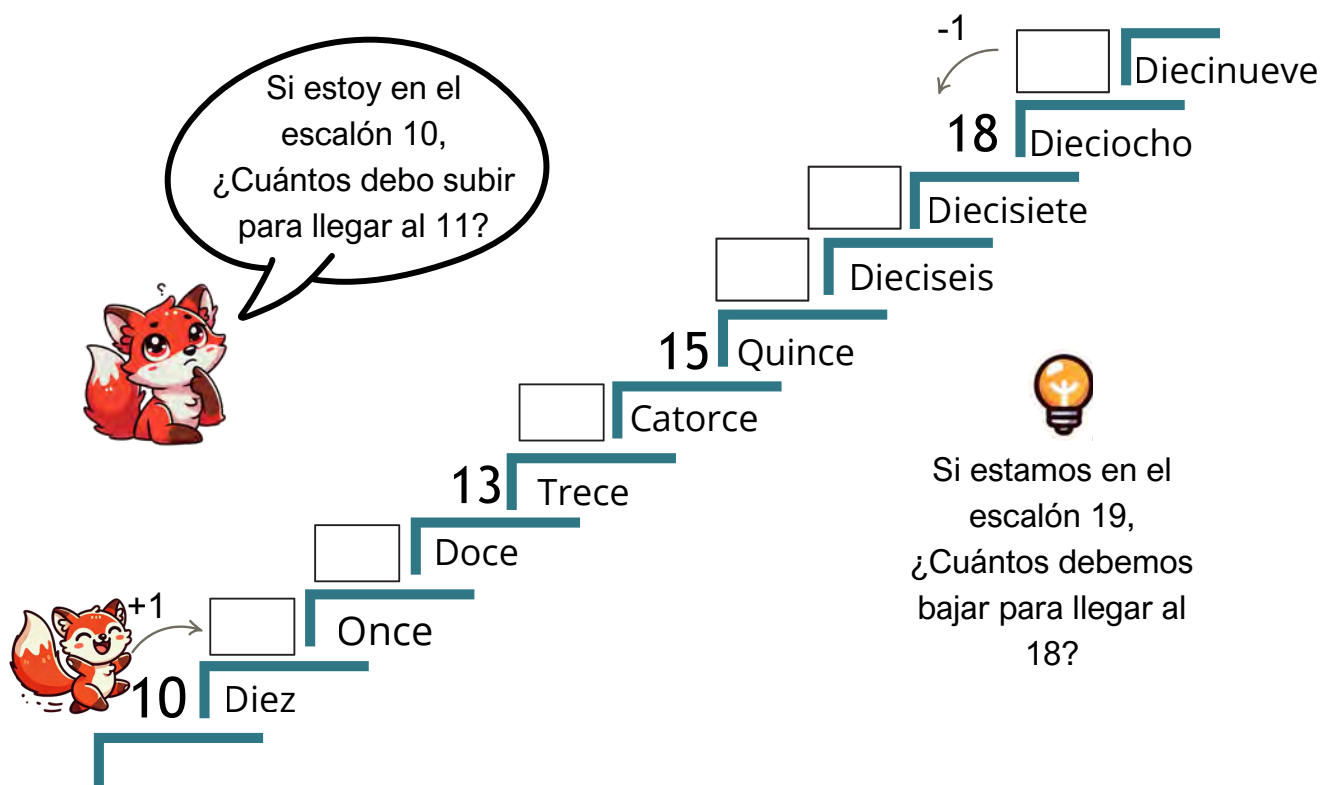 Si estoy en el
escalón 10,
¿Cuántos debo subir
para llegar al 11?
?
-1
Diecinueve
18 Dieciocho
Diecisiete
Dieciseis
15 Quince
Catorce
13 Trece
Doce
+1
Once
10 Diez
Si estamos en el
escalón 19,
¿Cuántos debemos
bajar para llegar al
18?